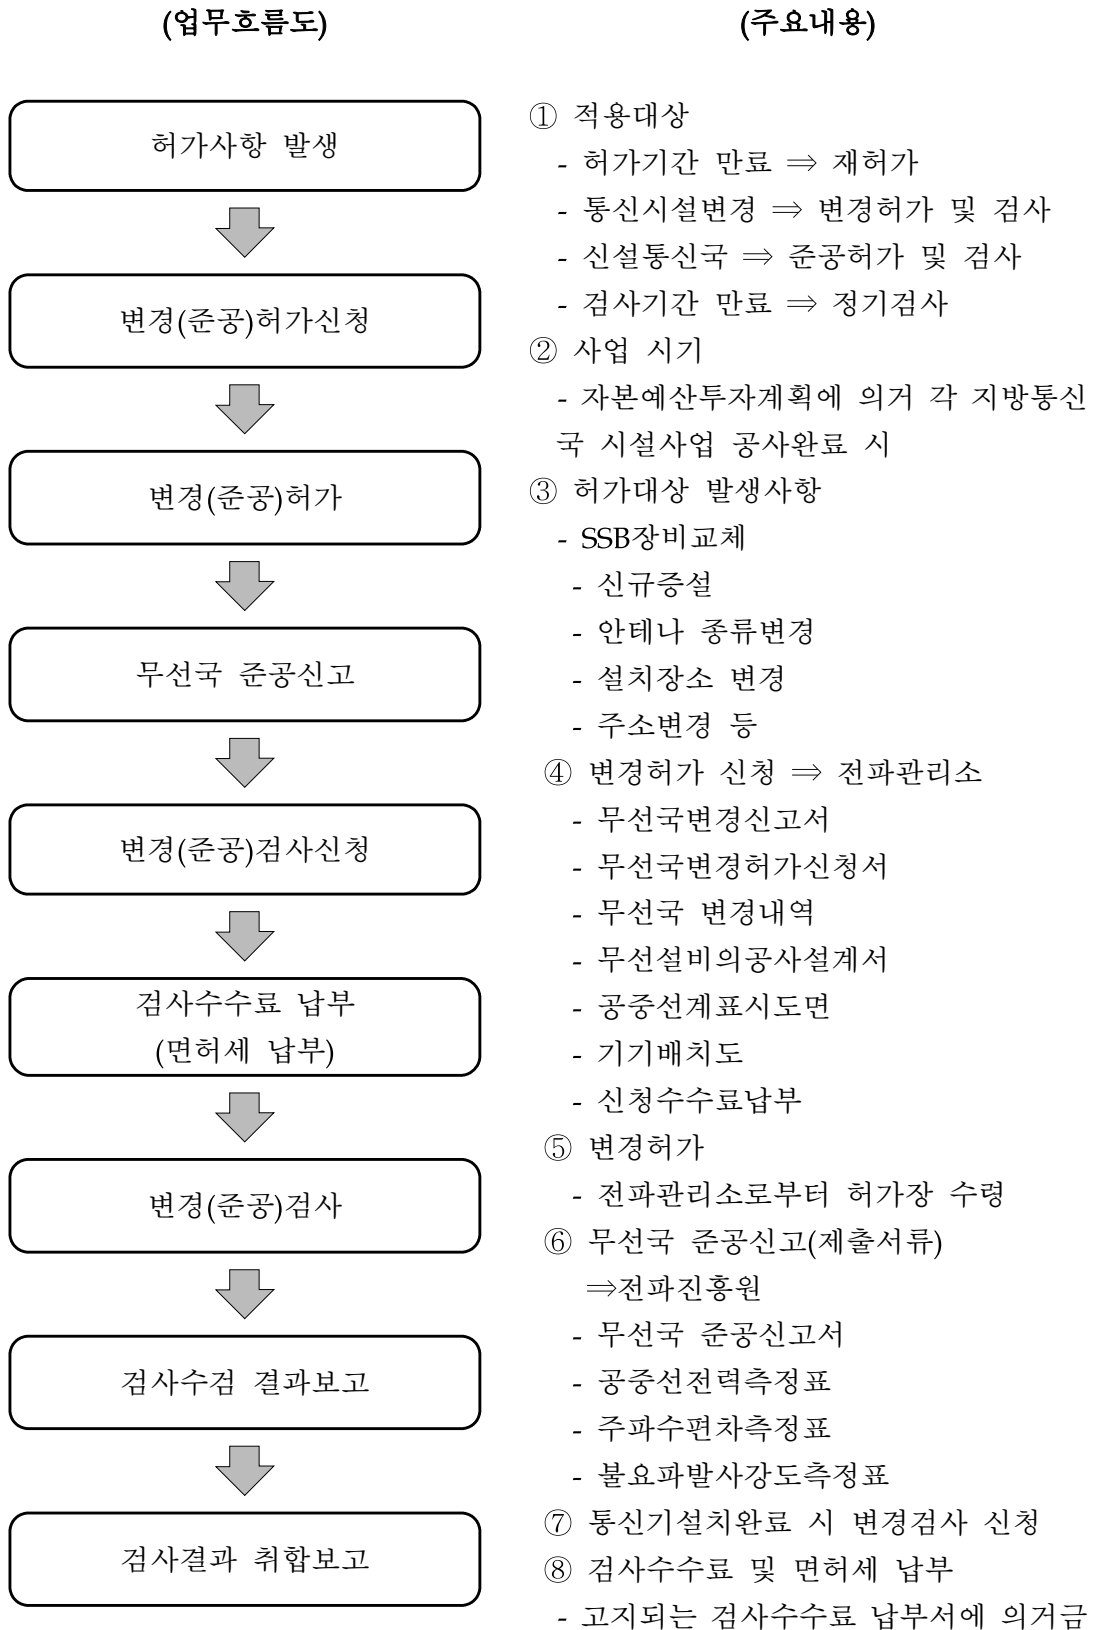 (업무흐름도)
허가사항 발생
변경(준공)허가신청
변경(준공)허가
무선국 준공신고
변경(준공)검사신청
검사수수료 납부
(면허세 납부)
변경(준공)검사
검사수검 결과보고
검사결과 취합보고
(주요내용)
① 적용대상
- 허가기간 만료 ⇒ 재허가
- 통신시설변경 ⇒ 변경허가 및 검사
- 신설통신국 ⇒ 준공허가 및 검사
- 검사기간 만료 ⇒ 정기검사
② 사업 시기
- 자본예산투자계획에 의거 각 지방통신
국 시설사업 공사완료 시
③ 허가대상 발생사항
- SSB장비교체
- 신규증설
- 안테나 종류변경
- 설치장소 변경
- 주소변경 등
④ 변경허가 신청 ⇒ 전파관리소
- 무선국변경신고서
- 무선국변경허가신청서
- 무선국 변경내역
- 무선설비의공사설계서
- 공중선계표시도면
- 기기배치도
- 신청수수료납부
⑤ 변경허가
- 전파관리소로부터 허가장 수령
⑥ 무선국 준공신고(제출서류)
⇒전파진흥원
- 무선국 준공신고서
- 공중선전력측정표
- 주파수편차측정표
- 불요파발사강도측정표
⑦ 통신기설치완료 시 변경검사 신청
⑧ 검사수수료 및 면허세 납부
- 고지되는 검사수수료 납부서에 의거금